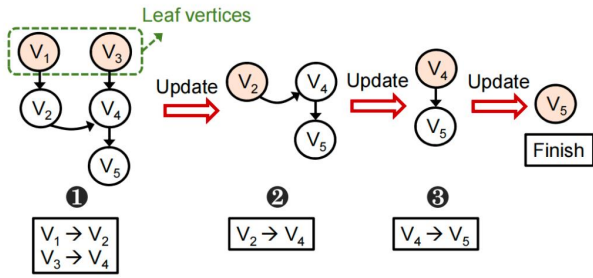 Leaf vertices
V1
V3
V2
V4
V5
Update
V2
V4
V5
Update
V4
V5
Update
V5
Finish
❶
❷
❸
V1 → V2
V3 → V4
V2 → V4
V4 → V5